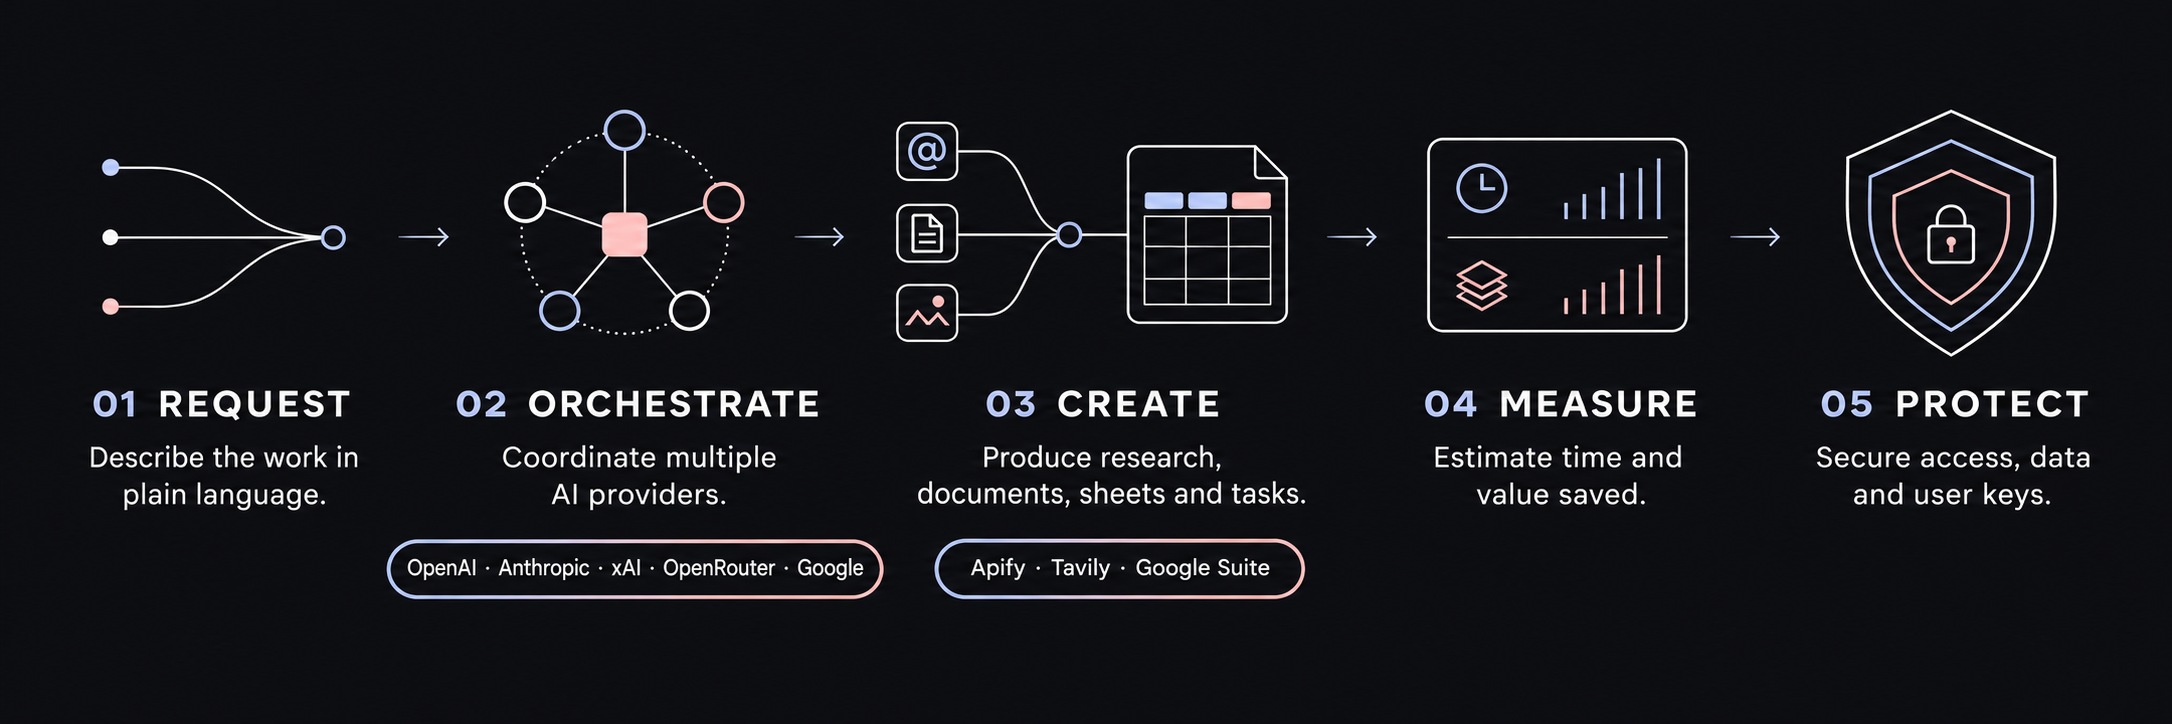 @
01 REQUEST
Describe the work in
plain language.
02 ORCHESTRATE
Coordinate multiple
AI providers.
OpenAI · Anthropic · xAI · OpenRouter · Google
03 CREATE
Produce research,
documents, sheets and tasks.
Apify · Tavily · Google Suite
04 MEASURE
Estimate time and
value saved.
05 PROTECT
Secure access, data
and user keys.